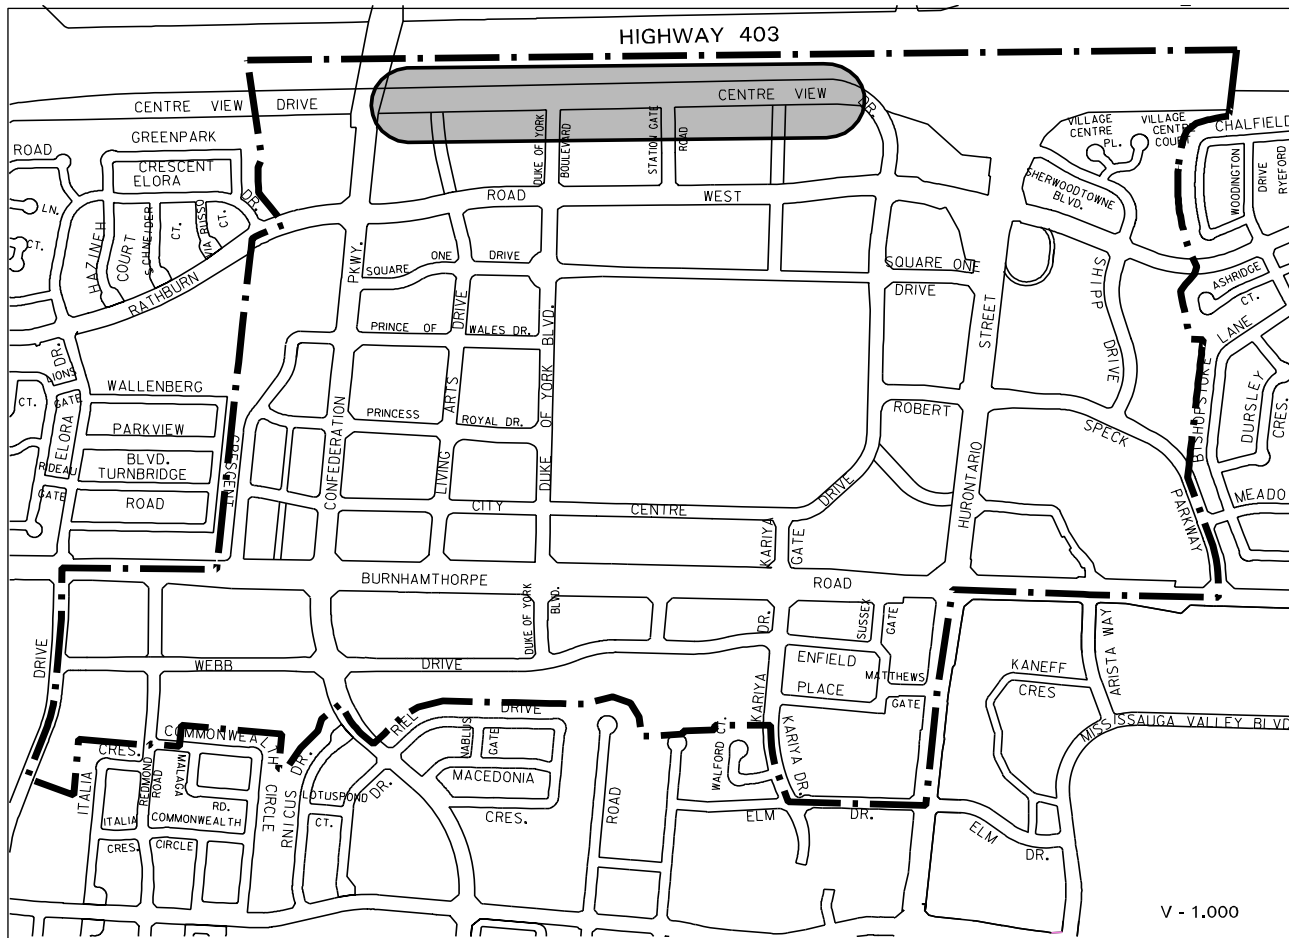 HIGHWAY 403
CENTRE VIEW DRIVE
CENTRE VIEW
DR.
GREENPARK
CRESCENT
ELORA
DR.
ROAD
LN.
CT.
HAZINEH
COURT
SCHNEIDER
CT.
VIA RUSSO
CT.
RATHBURN
ROAD
WEST
DUKE OF YORK
BOULEVARD
STATION GATE
ROAD
VILLAGE
CENTRE
PL.
VILLAGE
CENTRE
COURT
CHALFIELD
SHERWOODTOWNE
BLVD.
WOODINGTON
DRIVE
RYEFORD
PKWY.
SQUARE ONE DRIVE
SQUARE ONE
DRIVE
SHIPP
DRIVE
ASHRIDGE
CT.
LANE
PRINCE OF WALES DR.
DRIVE
DUKE OF YORK BLVD.
STREET
DR.
LIONS
GATE
CT.
WALLENBERG
PARKVIEW
BLVD.
TURNBRIDGE
ROAD
ELORA
RIDEAU
GATE
CRESCENT
CONFEDERATION
PRINCESS ROYAL DR.
LIVING ARTS
ROBERT
SPECK
PARKWAY
BISHOPSTOKE
DURSLEY
CRES.
MEADO
CITY CENTRE
DRIVE
KARIYA
GATE
HURONTARIO
BURNHAMTHORPE
ROAD
DUKE OF YORK
BLVD.
DR.
SUSSEX
GATE
DRIVE
WEBB DRIVE
ENFIELD
PLACE
MATTHEWS
GATE
KARIYA
KANEFF
CRES
ARISTA WAY
MISSISSAUGA VALLEY BLVD
RIEL DRIVE
COMMONWEALTH
CIRCLE
CRES.
ITALIA
REDMOND
ROAD
MALAGA
RD.
COMMONWEALTH
CIRCLE
ITALIA
CRES.
DR.
SUCINR
LOTUSPOND
CT.
DR.
NABLUS
GATE
MACEDONIA
CRES.
ROAD
WALFORD CT.
KARIYA DR.
ELM DR.
ELM DR.
V - 1.000